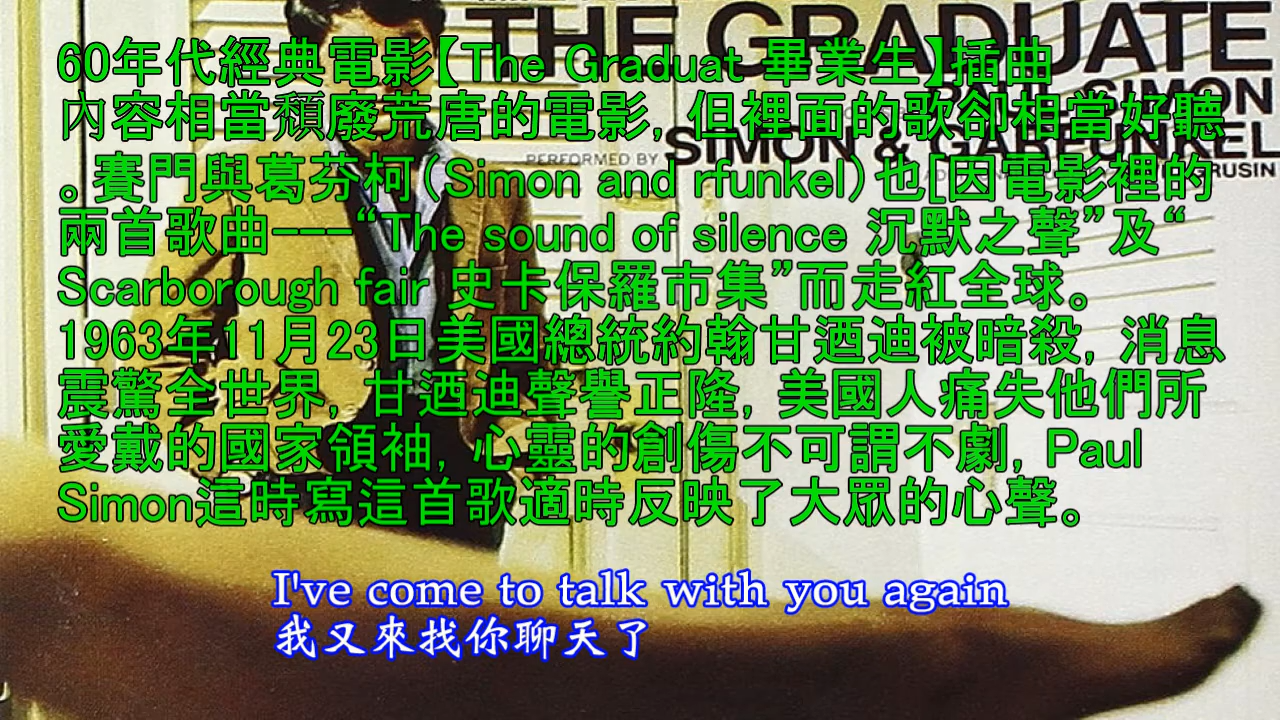 THE GRADUATE
PAUL SIMON
SIMON & GARFUNKEL
PERFORMED BY
GRUSIN
60年代經典電影【The Graduat 畢業生】插曲
內容相當頹廢荒唐的電影, 但裡面的歌卻相當好聽
。賽門與葛芬柯(Simon and rfunkel)也[因電影裡的
兩首歌曲---“The sound of silence 沉默之聲”及“
Scarborough fair 史卡保羅市集”而走紅全球。
1963年11月23日美國總統約翰甘迺迪被暗殺, 消息
震驚全世界, 甘迺迪聲譽正隆, 美國人痛失他們所
愛戴的國家領袖, 心靈的創傷不可謂不劇, Paul
Simon這時寫這首歌適時反映了大眾的心聲。
I've come to talk with you again
我又來找你聊天了